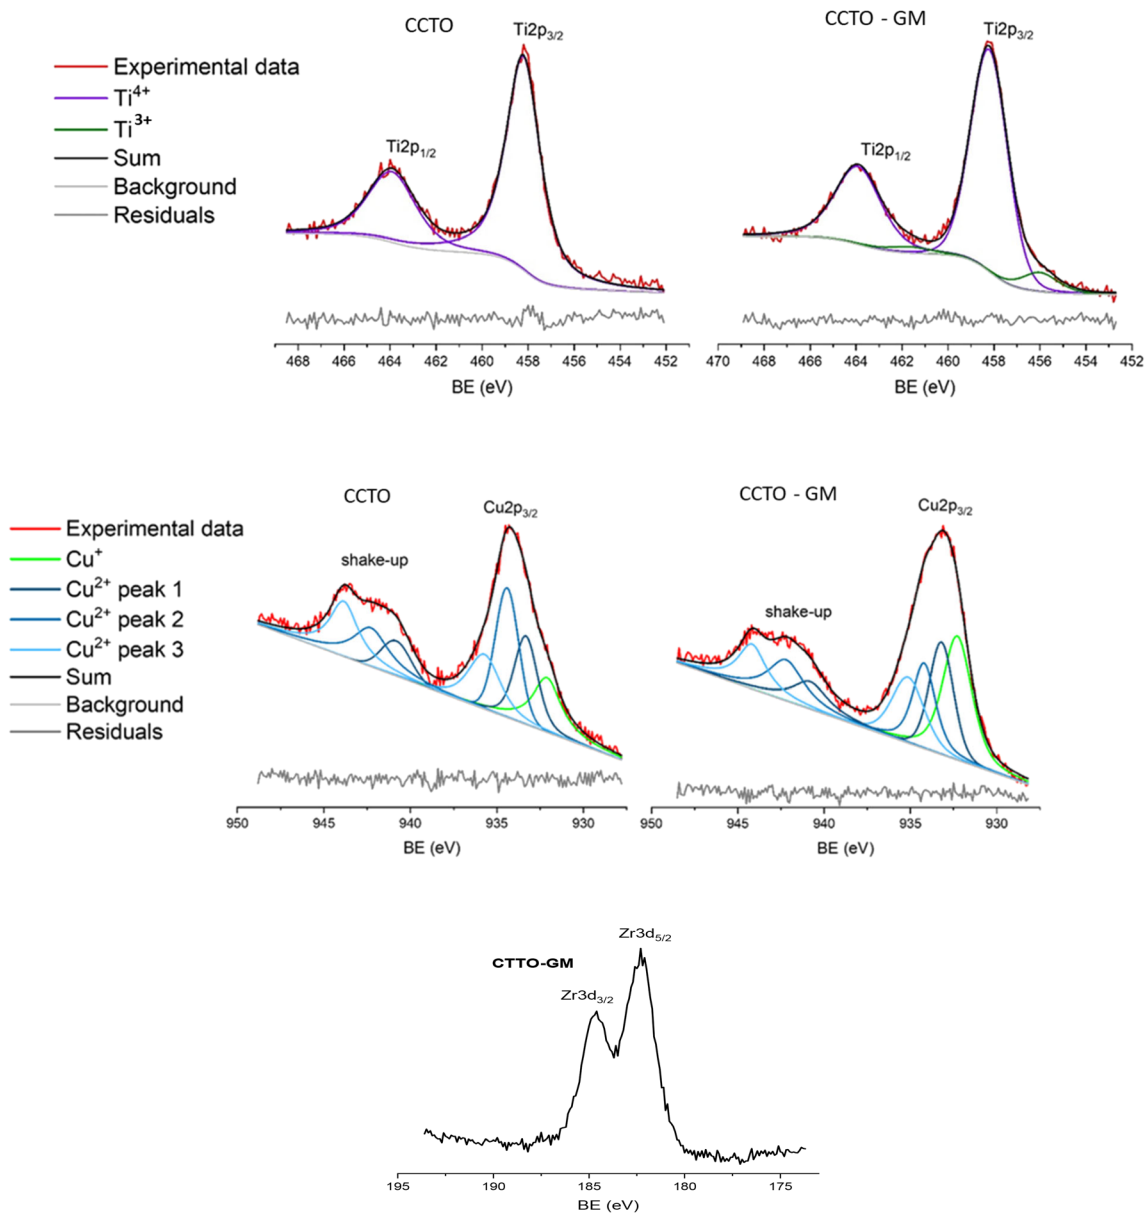 CCTO
Ti2p3/2
CCTO - GM
Ti2p3/2
Experimental data
Ti4+
Ti3+
Sum
Background
Residuals
Ti2p1/2
Ti2p1/2
468 466 464 462 460 458 456 454 452
BE (eV)
470 468 466 464 462 460 458 456 454 452
BE (eV)
CCTO
Cu2p3/2
CCTO - GM
Cu2p3/2
Experimental data
Cu+
Cu2+ peak 1
Cu2+ peak 2
Cu2+ peak 3
Sum
Background
Residuals
shake-up
shake-up
950 945 940 935 930
BE (eV)
950 945 940 935 930
BE (eV)
CTTO-GM
Zr3d5/2
Zr3d3/2
195 190 185 180 175
BE (eV)